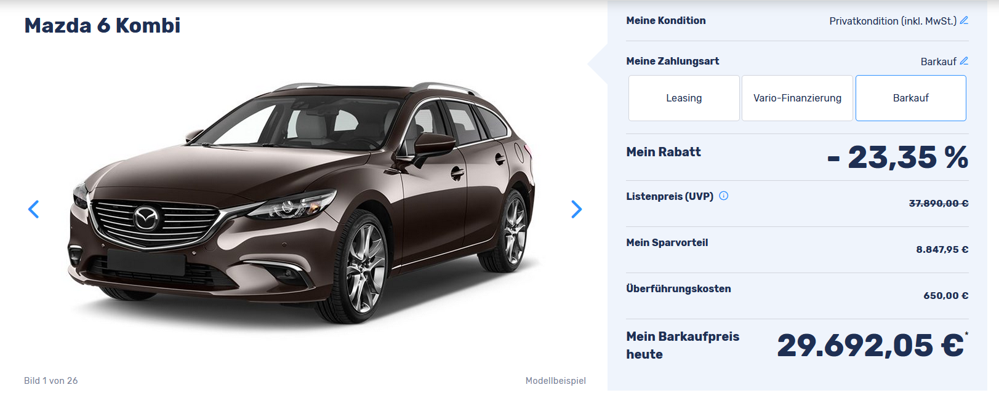 Mazda 6 Kombi
Bild 1 von 26
Modellbeispiel
Meine Kondition
Privatkondition (inkl. MwSt.)
Meine Zahlungsart
Barkauf
Leasing
Vario-Finanzierung
Barkauf
Mein Rabatt
- 23,35 %
Listenpreis (UVP)
37.890,00 €
Mein Sparvorteil
8.847,95 €
Überführungskosten
650,00 €
Mein Barkaufpreis
heute
29.692,05 €*